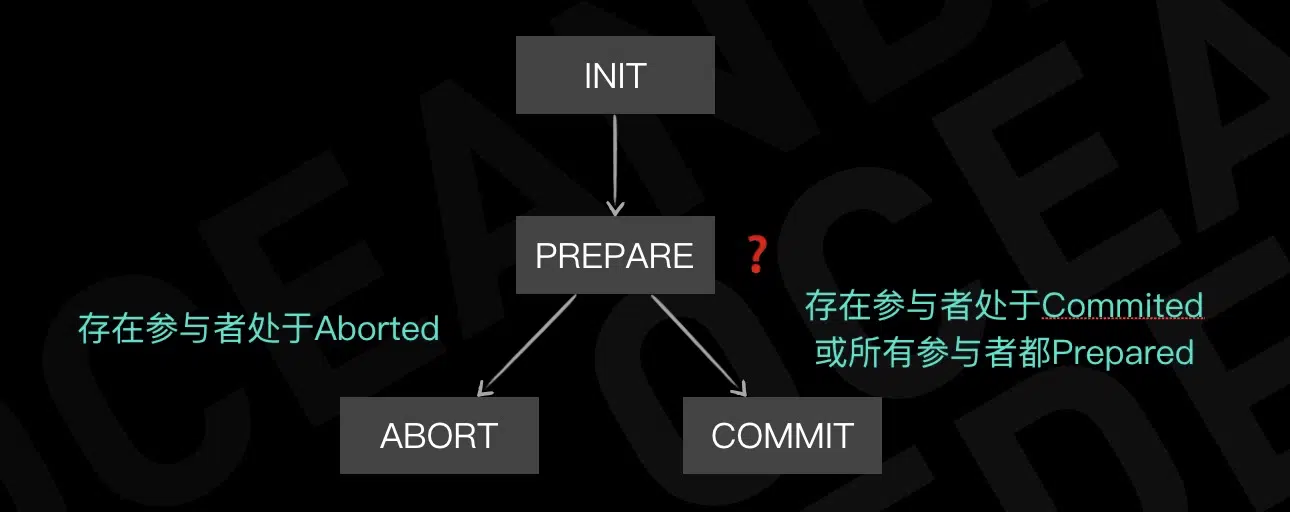 INIT
PREPARE
?
存在参与者处于Aborted
存在参与者处于Commited
或所有参与者都Prepared
ABORT
COMMIT